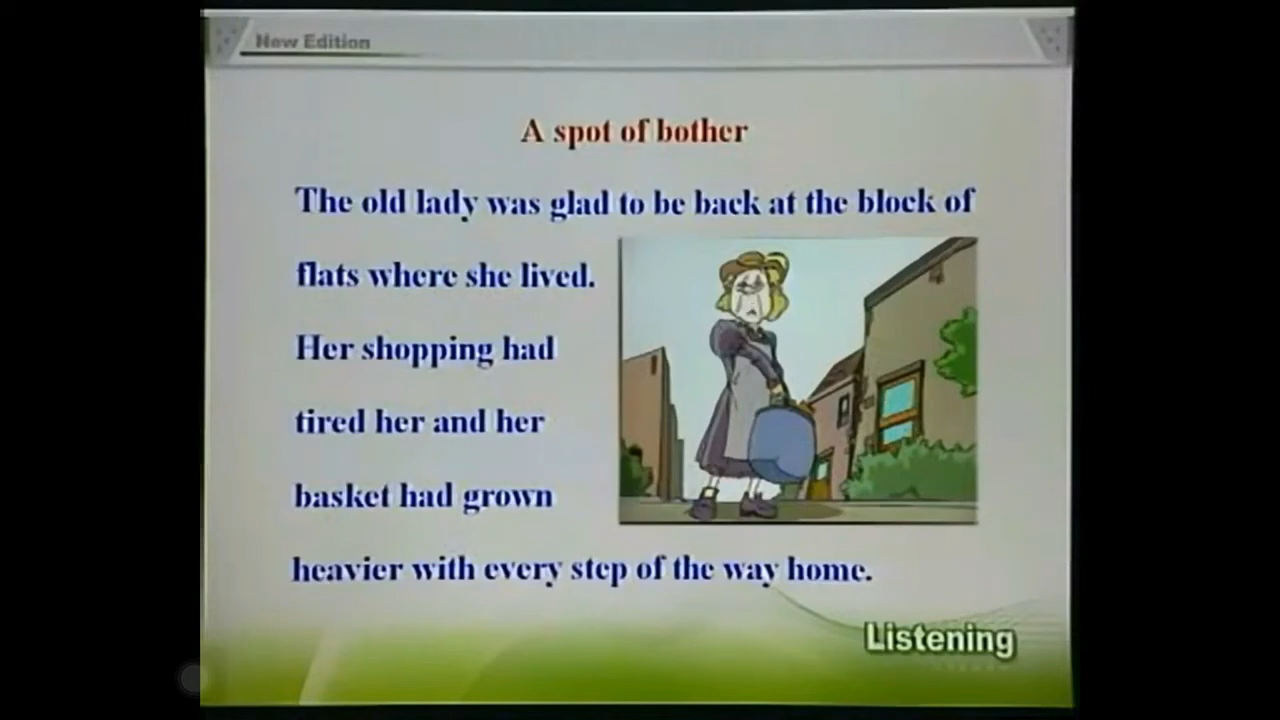 New Edition
A spot of bother
The old lady was glad to be back at the block of
flats where she lived.
Her shopping had
tired her and her
basket had grown
heavier with every step of the way home.
Listening